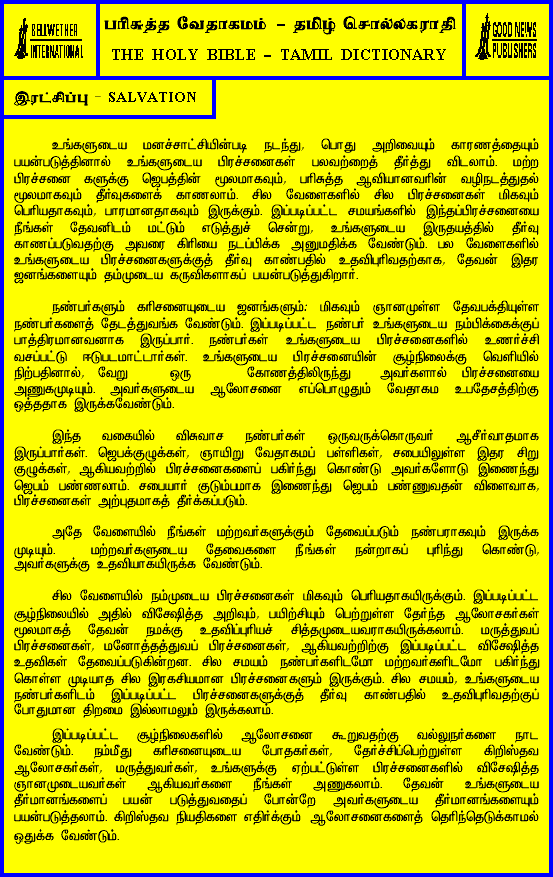 BELLWETHER
INTERNATIONAL
பரிசுத்த வேதாகமம் – தமிழ் சொல்லகராதி
THE HOLY BIBLE – TAMIL DICTIONARY
GOOD NEWS
PUBLISHERS
இரட்சிப்பு – SALVATION
உங்களுடைய மனச்சாட்சியின்படி நடந்து, பொது அறிவையும் காரணத்தையும்
பயன்படுத்தினால் உங்களுடைய பிரச்சனைகள் பலவற்றைத் தீர்த்து விடலாம். மற்ற
பிரச்சனை களுக்கு ஜெபத்தின் மூலமாகவும், பரிசுத்த ஆவியானவரின் வழிநடத்துதல்
மூலமாகவும் தீர்வுகளைக் காணலாம். சில வேளைகளில் சில பிரச்சனைகள் மிகவும்
பெரியதாகவும், பாரமானதாகவும் இருக்கும். இப்படிப்பட்ட சமயங்களில் இந்தப்பிரச்சனையை
நீங்கள் தேவனிடம் மட்டும் எடுத்துச் சென்று, உங்களுடைய இருதயத்தில் தீர்வு
காணப்படுவதற்கு அவரை கிரியை நடப்பிக்க அனுமதிக்க வேண்டும். பல வேளைகளில்
உங்களுடைய பிரச்சனைகளுக்குத் தீர்வு காண்பதில் உதவிபுரிவதற்காக, தேவன் இதர
ஜனங்களையும் தம்முடைய கருவிகளாகப் பயன்படுத்துகிறார்.
நண்பர்களும் கரிசனையுடைய ஜனங்களும்: மிகவும் ஞானமுள்ள தேவபக்தியுள்ள
நண்பர்களைத் தேடத்துவங்க வேண்டும். இப்படிப்பட்ட நண்பர் உங்களுடைய நம்பிக்கைக்குப்
பாத்திரமானவளாக இருப்பார். நண்பர்கள் உங்களுடைய பிரச்சனைகளில் உணர்ச்சி
வசப்பட்டு ஈடுபடமாட்டார்கள். உங்களுடைய பிரச்சனையின் சூழ்நிலைக்கு வெளியில்
நிற்பதினால், வேறு ஒரு கோணத்திலிருந்து அவர்களால் பிரச்சனையை
அணுகமுடியும். அவர்களுடைய ஆலோசனை எப்பொழுதும் வேதாகம உபதேசத்திற்கு
ஒத்ததாக இருக்கவேண்டும்.
இந்த வகையில் விசுவாச நண்பர்கள் ஒருவருக்கொருவர் ஆசீர்வாதமாக
இருப்பார்கள். ஜெபக்குழுக்கள், ஞாயிறு வேதாகமப் பள்ளிகள், சபையிலுள்ள இதர சிறு
குழுக்கள், ஆகியவற்றில் பிரச்சனைகளைப் பகிர்ந்து கொண்டு அவர்களோடு இணைந்து
ஜெபம் பண்ணலாம். சபையார் குடும்பமாக இணைந்து ஜெபம் பண்ணுவதன் விளைவாக,
பிரச்சனைகள் அற்புதமாகத் தீர்க்கப்படும்.
அதே வேளையில் நீங்கள் மற்றவர்களுக்கும் தேவைப்படும் நண்பராகவும் இருக்க
முடியும். மற்றவர்களுடைய தேவைகளை நீங்கள் நன்றாகப் புரிந்து கொண்டு,
அவர்களுக்கு உதவியாகயிருக்க வேண்டும்.
சில வேளையில் நம்முடைய பிரச்சனைகள் மிகவும் பெரியதாகயிருக்கும். இப்படிப்பட்ட
சூழ்நிலையில் அதில் விசேஷித்த அறிவும், பயிற்சியும் பெற்றுள்ள தேர்ந்த ஆலோசகர்கள்
மூலமாகத் தேவன் நமக்கு உதவிப்புரியச் சித்தமுடையவராகயிருக்கலாம். மருத்துவப்
பிரச்சனைகள், மனோத்தத்துவப் பிரச்சனைகள், ஆகியவற்றிற்கு இப்படிப்பட்ட விசேஷித்த
உதவிகள் தேவைப்படுகின்றன. சில சமயம் நண்பர்களிடமோ மற்றவர்களிடமோ பகிர்ந்து
கொள்ள முடியாத சில இரகசியமான பிரச்சனைகளும் இருக்கும். சில சமயம், உங்களுடைய
நண்பர்களிடம் இப்படிப்பட்ட பிரச்சனைகளுக்குத் தீர்வு காண்பதில் உதவிபுரிவதற்குப்
போதுமான திறமை இல்லாமலும் இருக்கலாம்.
இப்படிப்பட்ட சூழ்நிலைகளில் ஆலோசனை கூறுவதற்கு வல்லுநர்களை நாட
வேண்டும். நம்மீது கரிசனையுடைய போதகர்கள், தேர்ச்சிப்பெற்றுள்ள கிறிஸ்தவ
ஆலோசகர்கள், மருத்துவர்கள், உங்களுக்கு ஏற்பட்டுள்ள பிரச்சனைகளில் விசேஷித்த
ஞானமுடையவர்கள் ஆகியவர்களை நீங்கள் அணுகலாம். தேவன் உங்களுடைய
தீர்மானங்களைப் பயன் படுத்துவதைப் போன்றே அவர்களுடைய தீர்மானங்களையும்
பயன்படுத்தலாம். கிறிஸ்தவ நியதிகளை எதிர்க்கும் ஆலோசனைகளைத் தெரிந்தெடுக்காமல்
ஒதுக்க வேண்டும்.